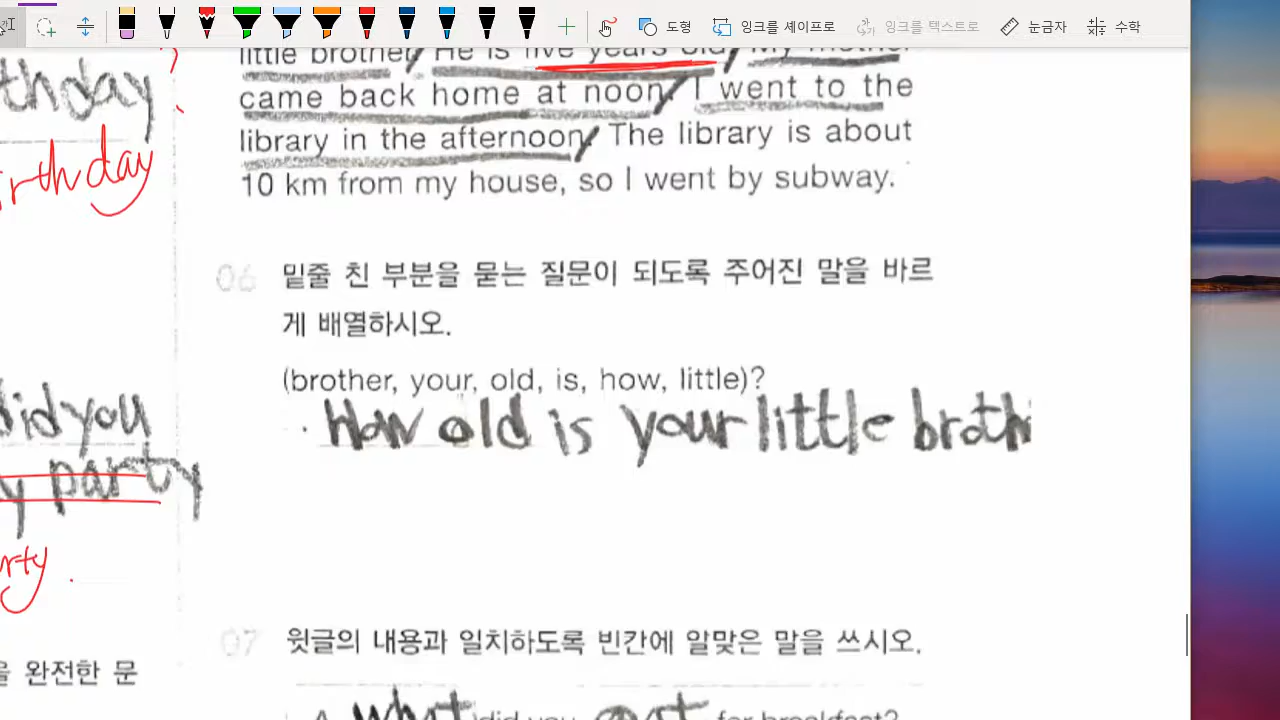 도형 잉크를 셰이프로 잉크를 텍스트로 눈금자 수학
little brother. He is five years old. My mother
came back home at noon. I went to the
library in the afternoon. The library is about
10 km from my house, so I went by subway.
thday
irthday
06 밑줄 친 부분을 묻는 질문이 되도록 주어진 말을 바르
게 배열하시오.
(brother, your, old, is, how, little)?
How old is your little broth
did you
y party
rty.
07 윗글의 내용과 일치하도록 빈칸에 알맞은 말을 쓰시오.
을 완전한 문
A what did you eat for breakfast?